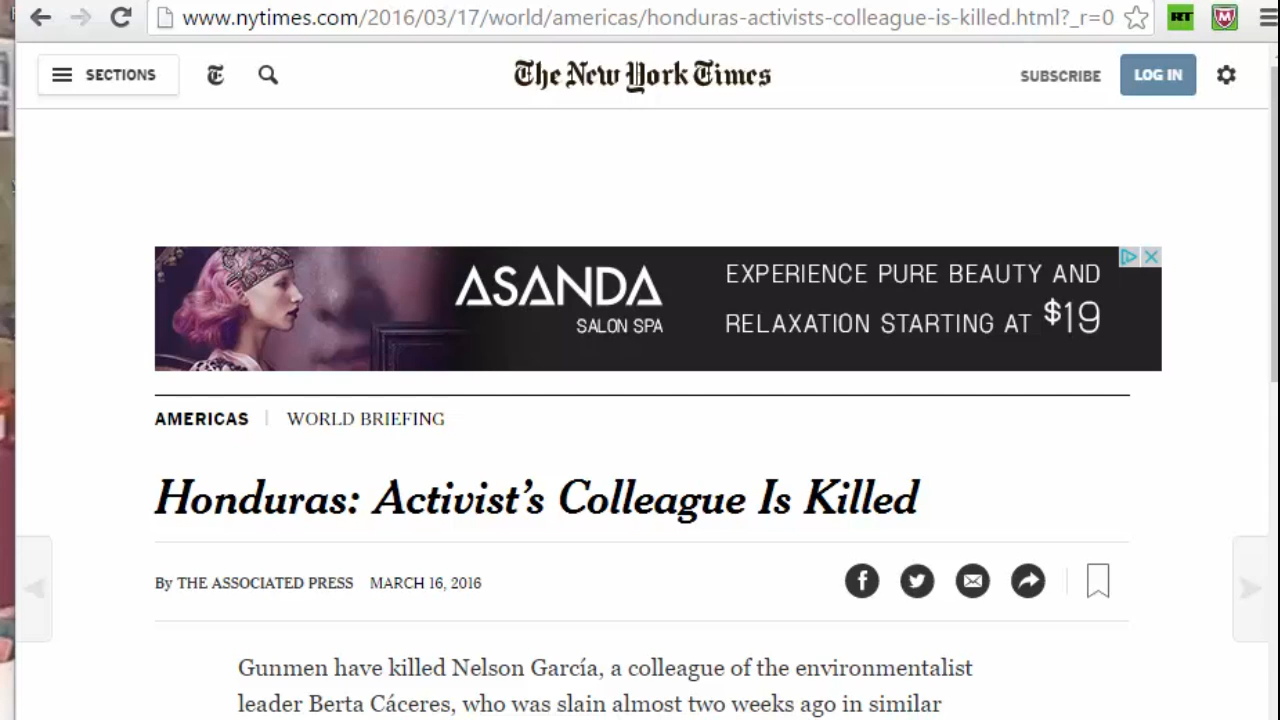 www.nytimes.com/2016/03/17/world/americas/honduras-activists-colleague-is-killed.html?_r=0
RT
M
SECTIONS
T
The New York Times
SUBSCRIBE
LOG IN
ASANDA
SALON SPA
EXPERIENCE PURE BEAUTY AND
RELAXATION STARTING AT $19
AMERICAS | WORLD BRIEFING
Honduras: Activist’s Colleague Is Killed
By THE ASSOCIATED PRESS MARCH 16, 2016
f
Gunmen have killed Nelson García, a colleague of the environmentalist
leader Berta Cáceres, who was slain almost two weeks ago in similar